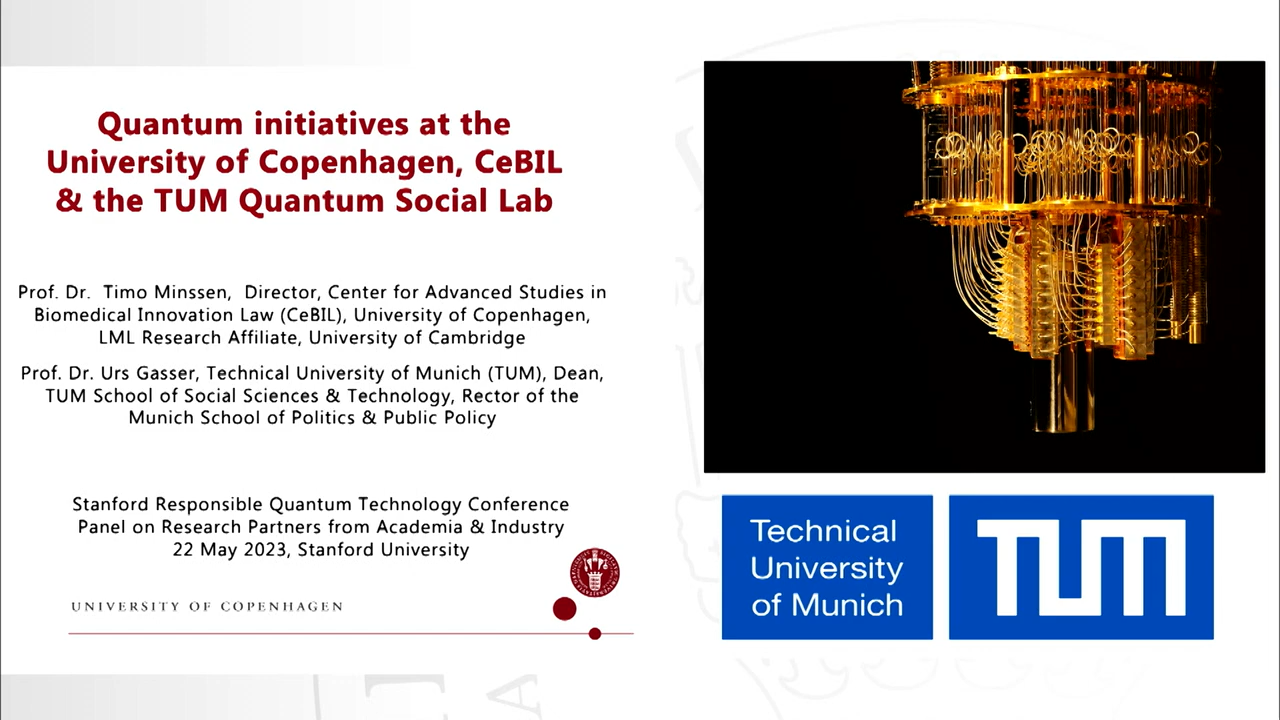 Quantum initiatives at the
University of Copenhagen, CeBIL
& the TUM Quantum Social Lab
Prof. Dr. Timo Minssen, Director, Center for Advanced Studies in
Biomedical Innovation Law (CeBIL), University of Copenhagen,
LML Research Affiliate, University of Cambridge
Prof. Dr. Urs Gasser, Technical University of Munich (TUM), Dean,
TUM School of Social Sciences & Technology, Rector of the
Munich School of Politics & Public Policy
Stanford Responsible Quantum Technology Conference
Panel on Research Partners from Academia & Industry
22 May 2023, Stanford University
UNIVERSITY OF COPENHAGEN
Technical
University
of Munich
TUM